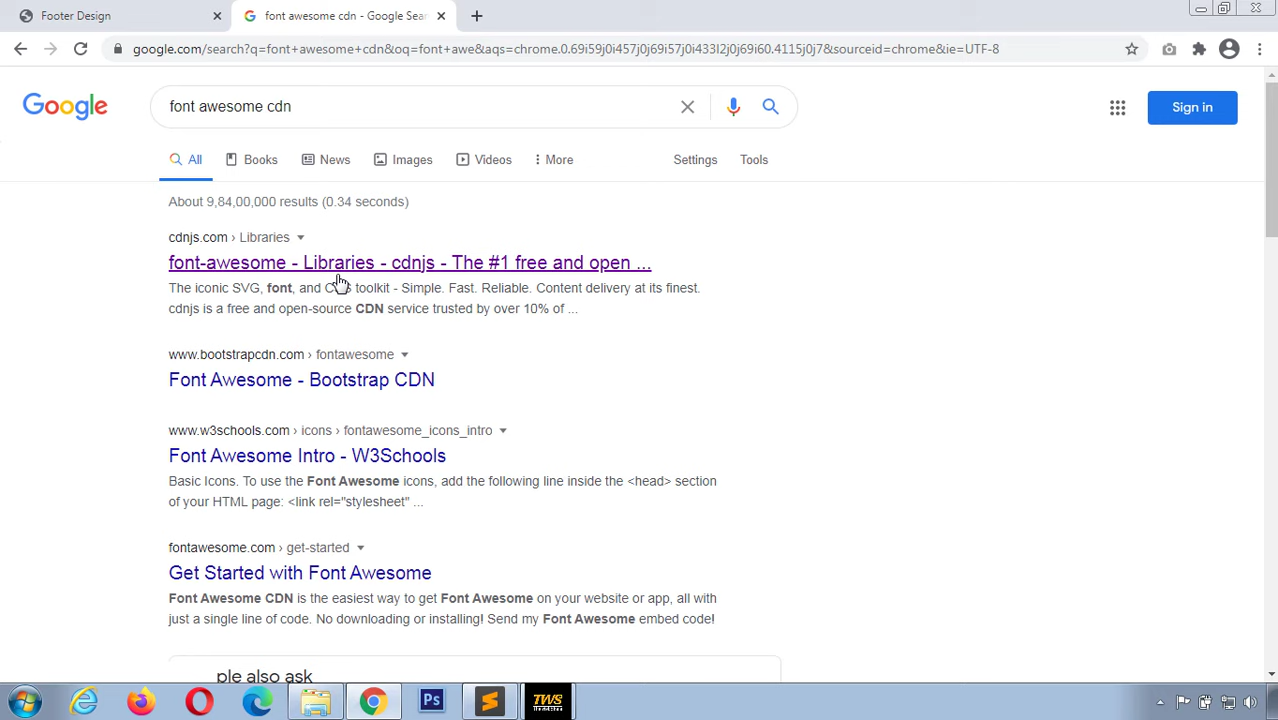 Footer Design
font awesome cdn - Google Sear
google.com/search?q=font+awesome+cdn&oq=font+awe&aqs=chrome.0.69i59j0i457j0j69i57j0i433l2j0j69i60.4115j0j7&sourceid=chrome&ie=UTF-8
Google
font awesome cdn
Sign in
All
Books
News
Images
Videos
More
Settings
Tools
About 9,84,00,000 results (0.34 seconds)
cdnjs.com › Libraries
font-awesome - Libraries - cdnjs - The #1 free and open ...
The iconic SVG, font, and CSS toolkit - Simple. Fast. Reliable. Content delivery at its finest.
cdnjs is a free and open-source CDN service trusted by over 10% of ...
www.bootstrapcdn.com › fontawesome
Font Awesome - Bootstrap CDN
www.w3schools.com › icons › fontawesome_icons_intro
Font Awesome Intro - W3Schools
Basic Icons. To use the Font Awesome icons, add the following line inside the <head> section
of your HTML page: <link rel="stylesheet" ...
fontawesome.com › get-started
Get Started with Font Awesome
Font Awesome CDN is the easiest way to get Font Awesome on your website or app, all with
just a single line of code. No downloading or installing! Send my Font Awesome embed code!
ple also ask
Ps
TWS